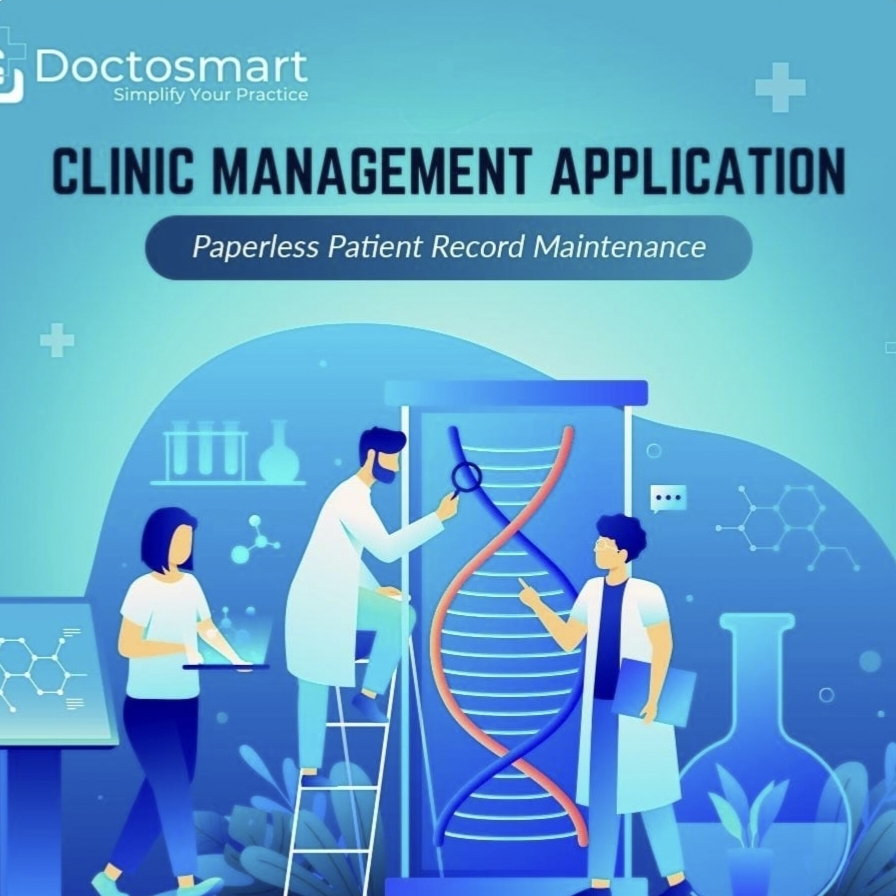 Doctosmart
Simplify Your Practice
CLINIC MANAGEMENT APPLICATION
Paperless Patient Record Maintenance